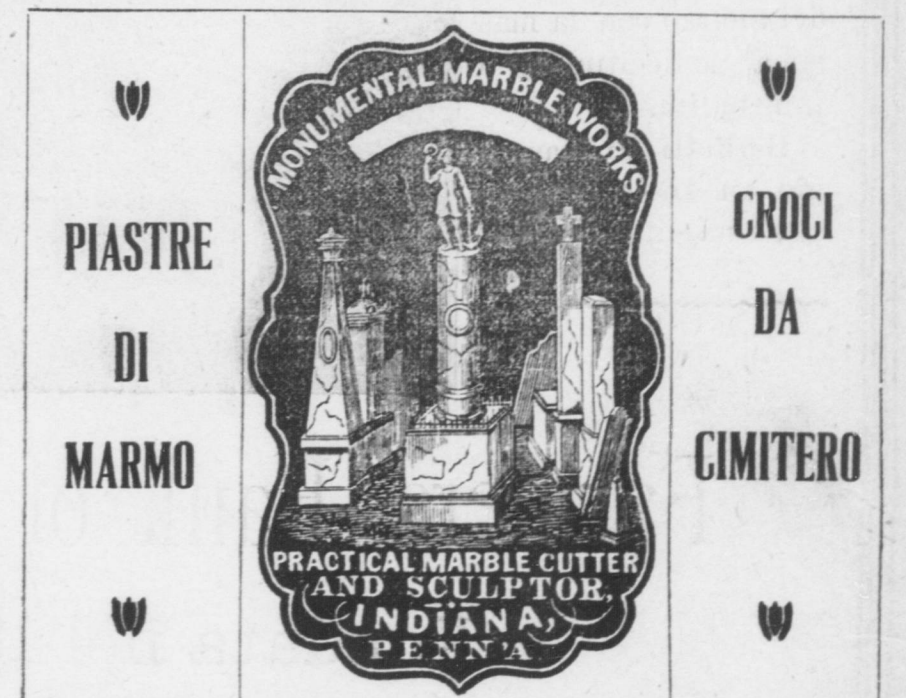 PIASTRE
DI
MARMO
MONUMENTAL MARBLE WORKS
PRACTICAL MARBLE CUTTER
AND SCULPTOR,
INDIANA,
PENN'A
CROCI
DA
CIMITERO